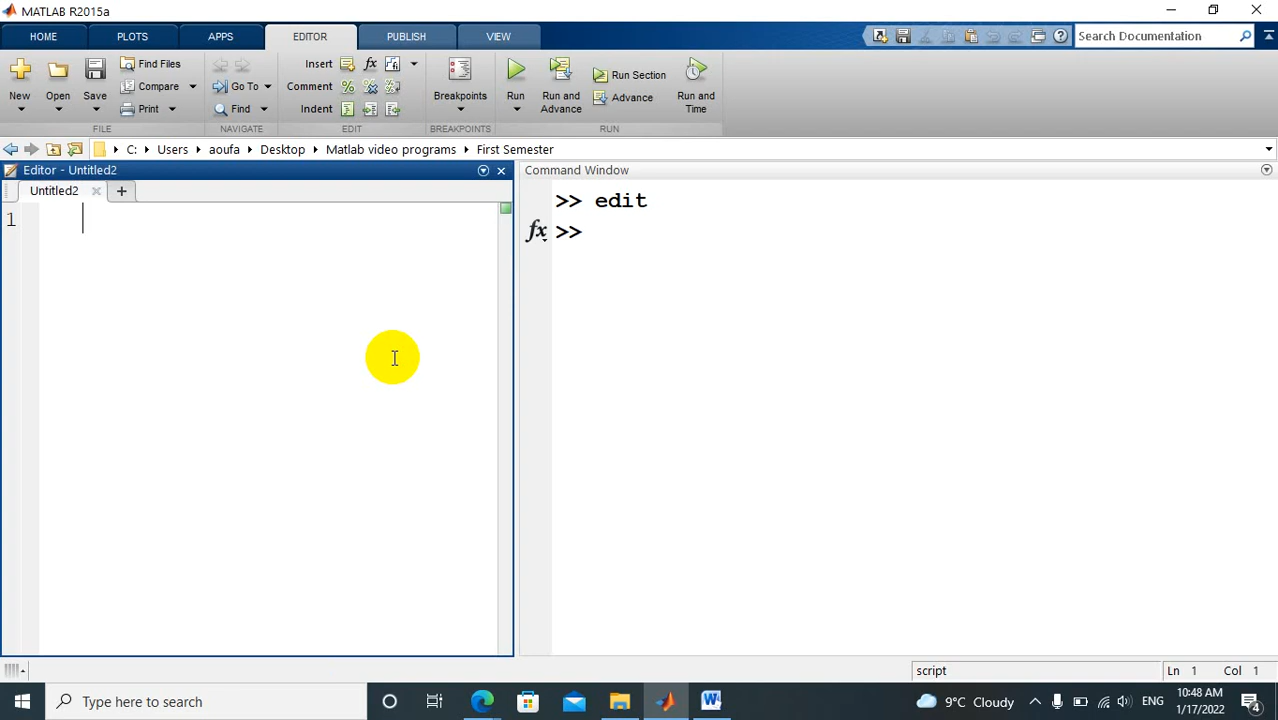 MATLAB R2015a
HOME PLOTS APPS EDITOR PUBLISH VIEW Search Documentation
New Open Save Find Files Compare Print Go To Find Insert fx Comment Indent Breakpoints Run Run and Advance Run Section Advance Run and Time
FILE NAVIGATE EDIT BREAKPOINTS RUN
C: Users aoufa Desktop Matlab video programs First Semester
Editor - Untitled2
Command Window
Untitled2
>> edit
1
fx >>
script Ln 1 Col 1
Type here to search
9°C Cloudy ENG 10:48 AM 1/17/2022 4